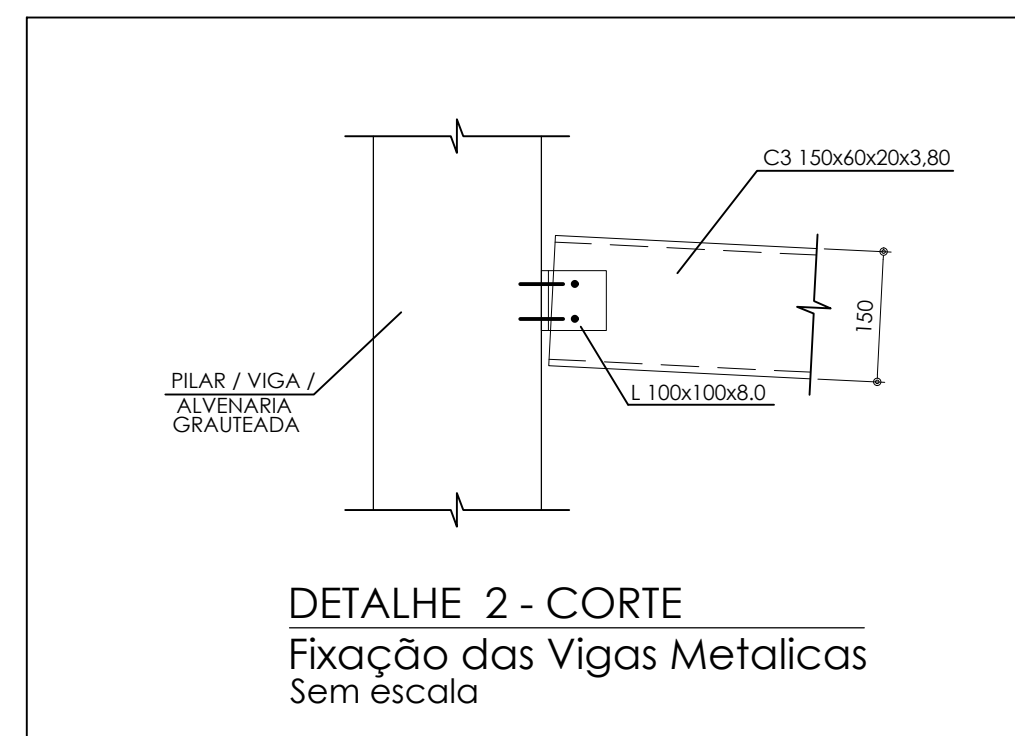 C3 150x60x20x3,80
150
PILAR / VIGA /
ALVENARIA
GRAUTEADA
L 100x100x8.0
DETALHE 2 - CORTE
Fixação das Vigas Metalicas
Sem escala